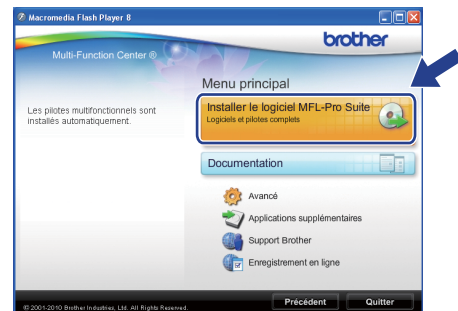 Macromedia Flash Player 8
brother
Multi-Function Center ®
Menu principal
Les pilotes multifonctionnels sont
installés automatiquement.
Installer le logiciel MFL-Pro Suite
Logiciels et pilotes complets
Documentation
Avancé
Applications supplémentaires
Support Brother
Enregistrement en ligne
© 2001-2010 Brother Industries, Ltd. All Rights Reserved.
Précédent
Quitter